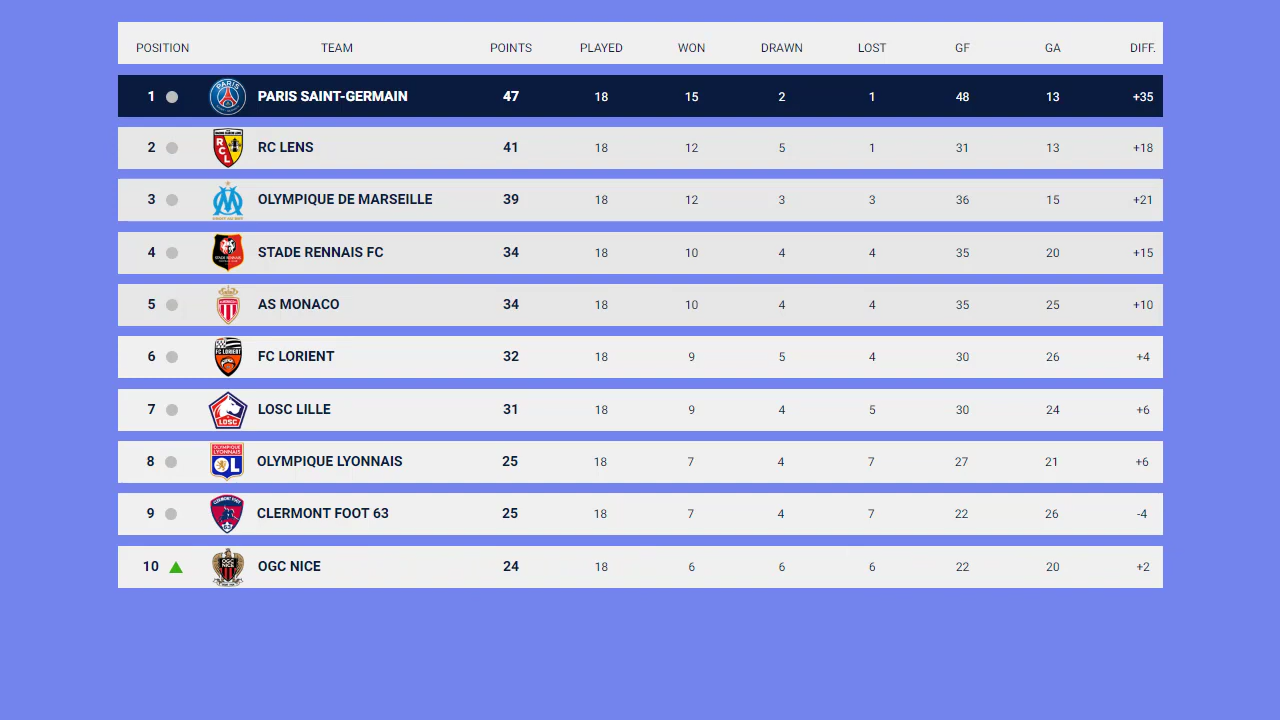 POSITION TEAM POINTS PLAYED WON DRAWN LOST GF GA DIFF.
1 PARIS SAINT-GERMAIN 47 18 15 2 1 48 13 +35
2 RC LENS 41 18 12 5 1 31 13 +18
3 OLYMPIQUE DE MARSEILLE 39 18 12 3 3 36 15 +21
4 STADE RENNAIS FC 34 18 10 4 4 35 20 +15
5 AS MONACO 34 18 10 4 4 35 25 +10
6 FC LORIENT 32 18 9 5 4 30 26 +4
7 LOSC LILLE 31 18 9 4 5 30 24 +6
8 OLYMPIQUE LYONNAIS 25 18 7 4 7 27 21 +6
9 CLERMONT FOOT 63 25 18 7 4 7 22 26 -4
10 OGC NICE 24 18 6 6 6 22 20 +2